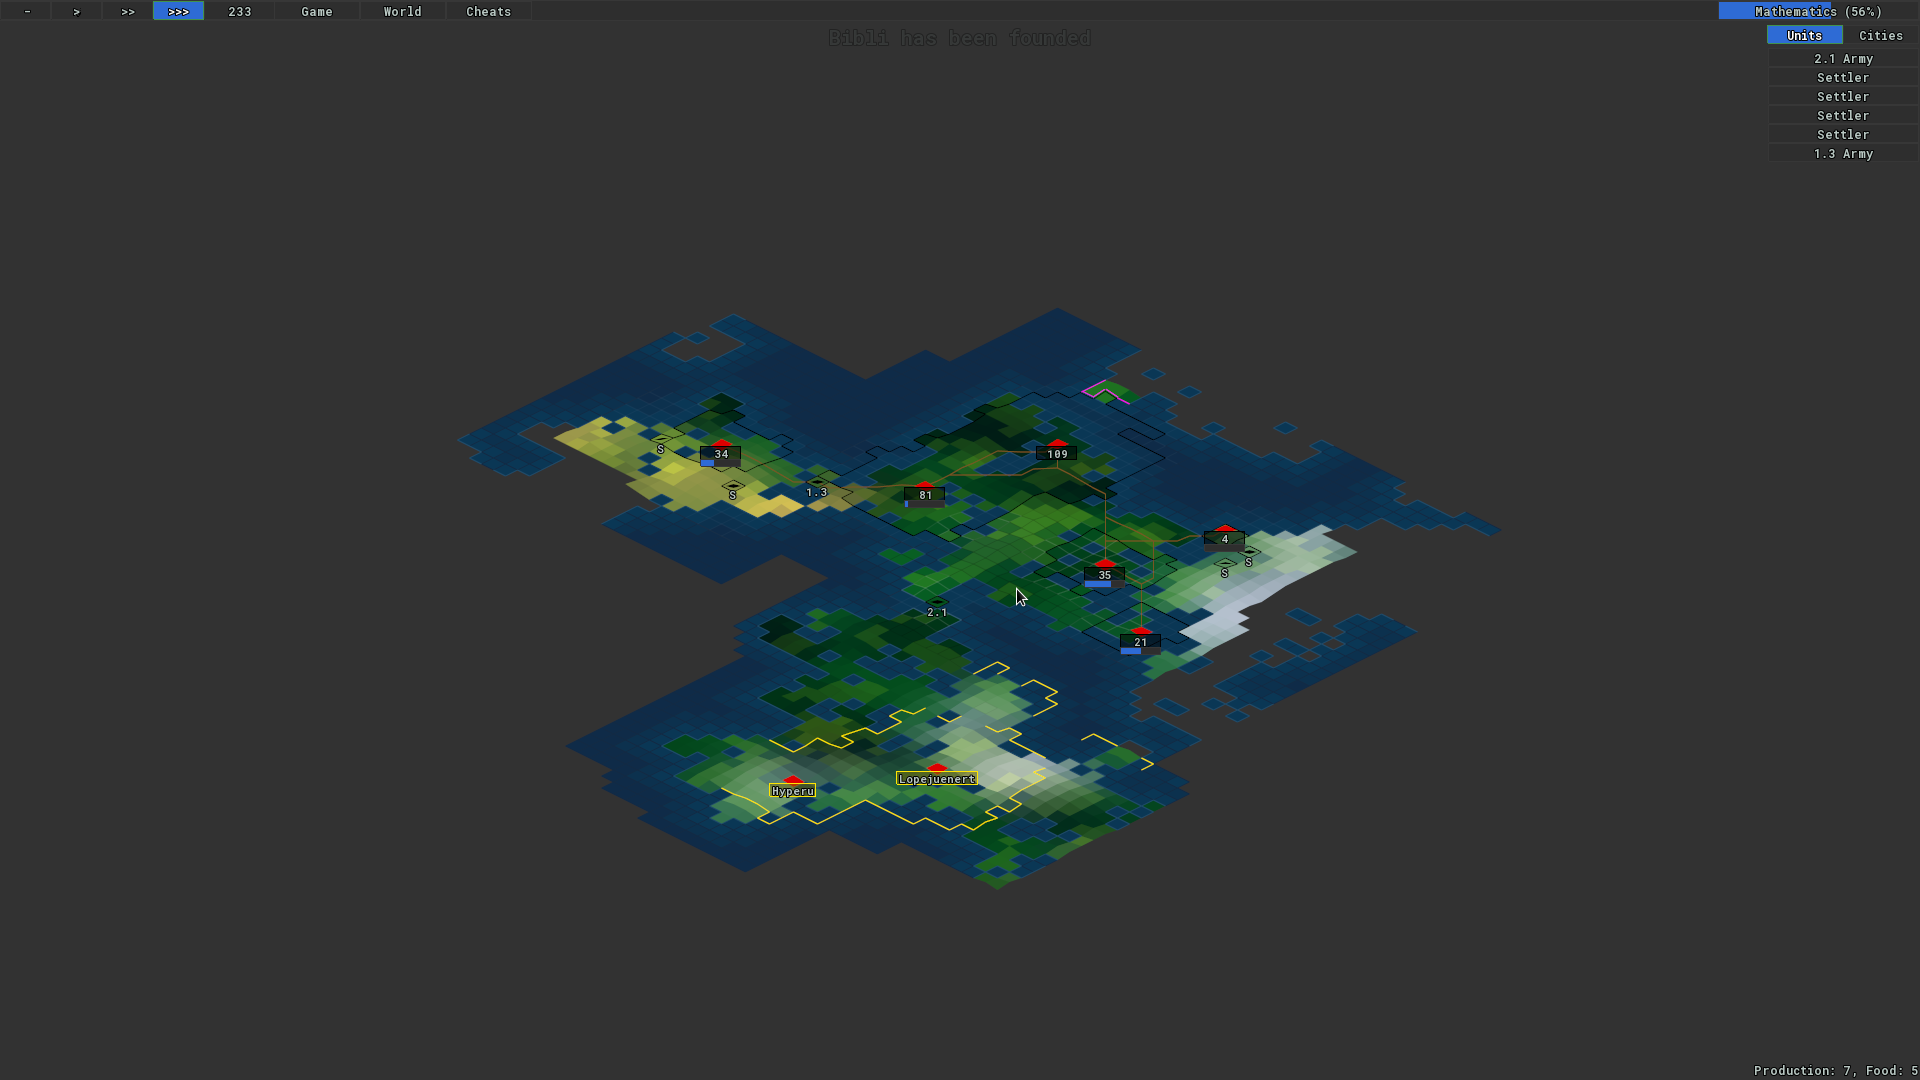 - > >> >>> 233 Game World Cheats Mathematics (56%)
Bibli has been founded
Units Cities
2.1 Army
Settler
Settler
Settler
Settler
1.3 Army
S
34
109
S
1.3
81
4
S
S
35
2.1
21
Lopejuenert
Hyperu
Production: 7, Food: 5